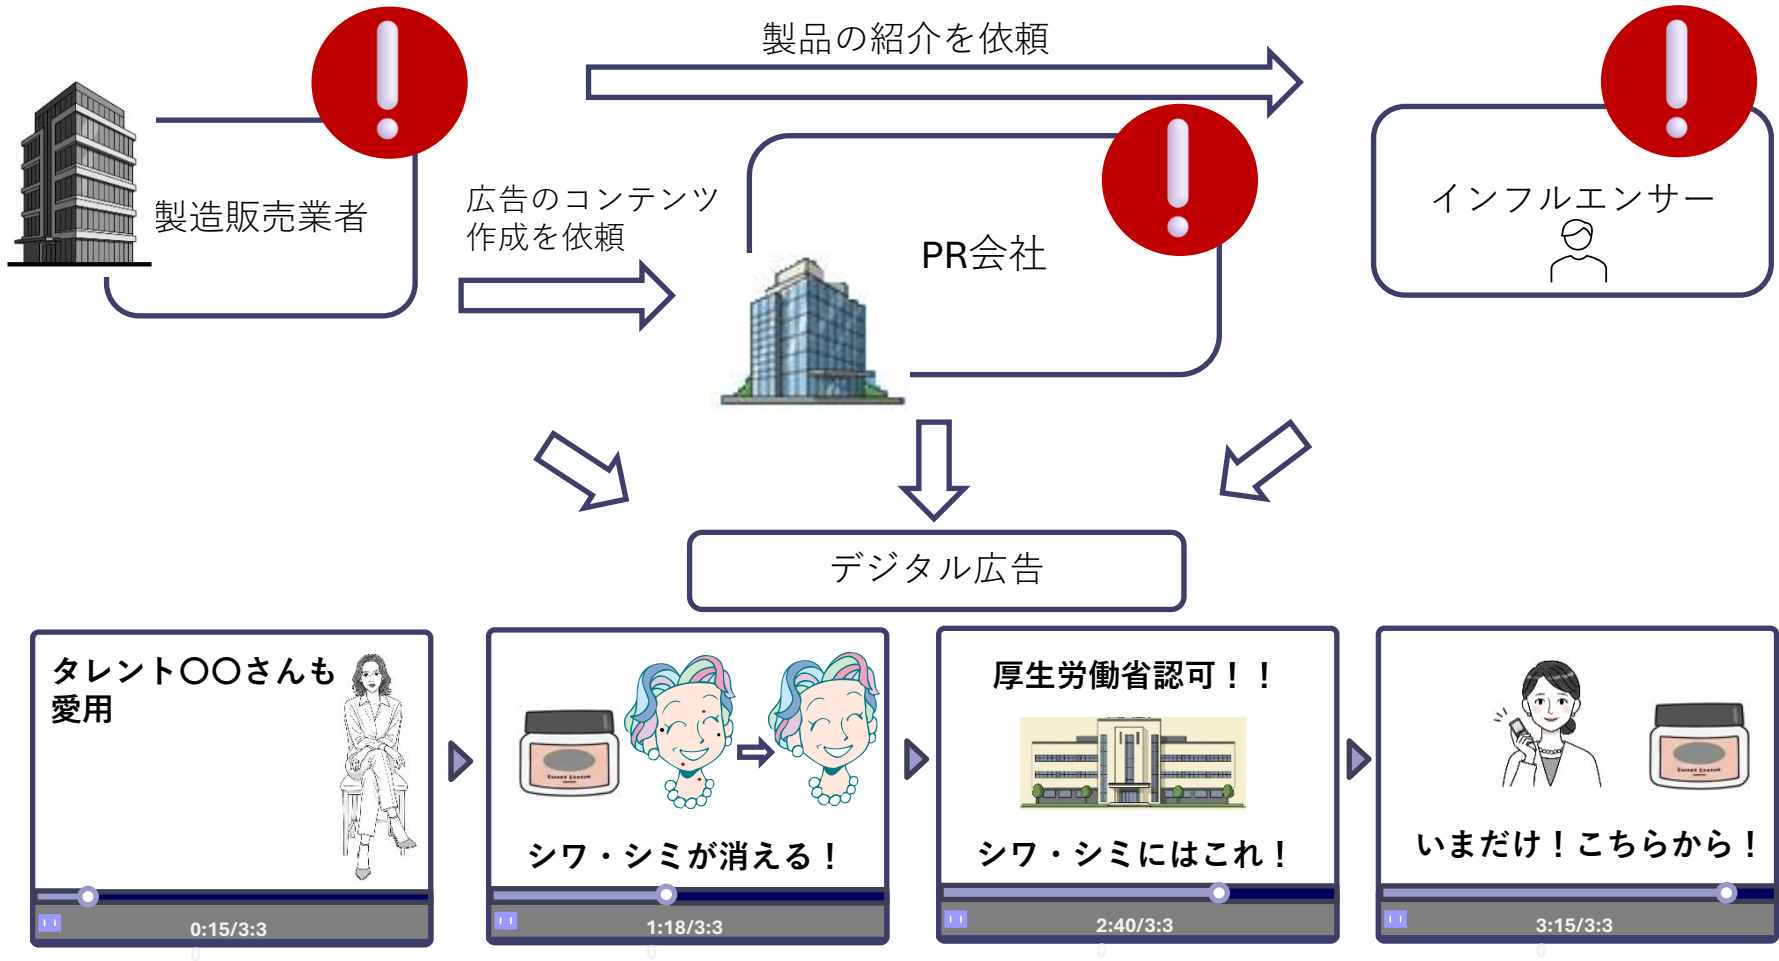 製品の紹介を依頼
製造販売業者
広告のコンテンツ
作成を依頼
PR会社
インフルエンサー
デジタル広告
タレント〇〇さんも
愛用
0:15/3:3
0
シワ・シミが消える！
1:18/3:3
0
厚生労働省認可！！
シワ・シミにはこれ！
2:40/3:3
0
いまだけ！こちらから！
3:15/3:3
0